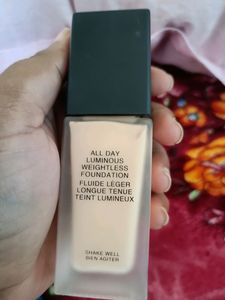 ALL DAY
LUMINOUS
WEIGHTLESS
FOUNDATION
FLUIDE LÉGER
LONGUE TENUE
TEINT LUMINEUX
SHAKE WELL
BIEN AGITER